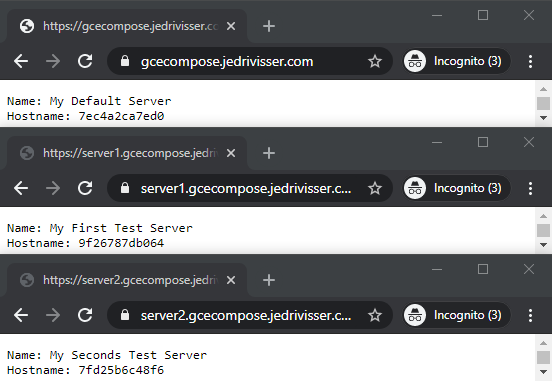 https://gcecompose.jedrivisser.co
gcecompose.jedrivisser.com
Incognito (3)
Name: My Default Server
Hostname: 7ec4a2ca7ed0
https://server1.gcecompose.jedri
server1.gcecompose.jedrivisser.c...
Incognito (3)
Name: My First Test Server
Hostname: 9f26787db064
https://server2.gcecompose.jedri
server2.gcecompose.jedrivisser.c...
Incognito (3)
Name: My Seconds Test Server
Hostname: 7fd25b6c48f6